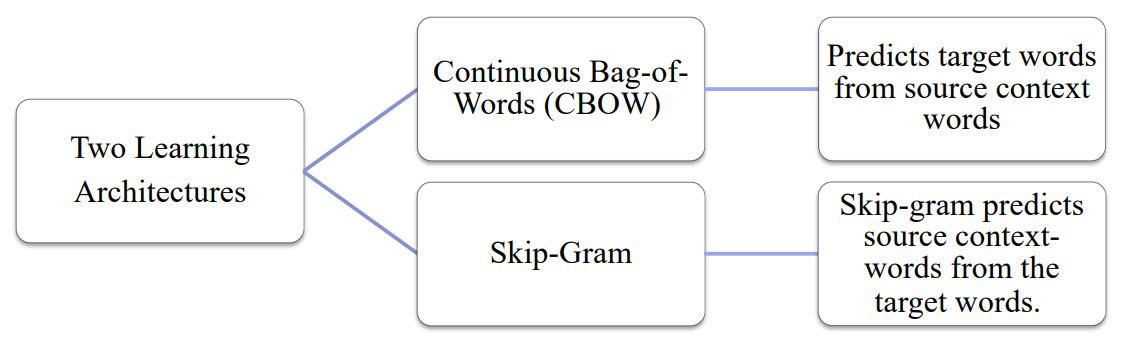 Two Learning
Architectures
Continuous Bag-of-
Words (CBOW)
Predicts target words
from source context
words
Skip-Gram
Skip-gram predicts
source context-
words from the
target words.